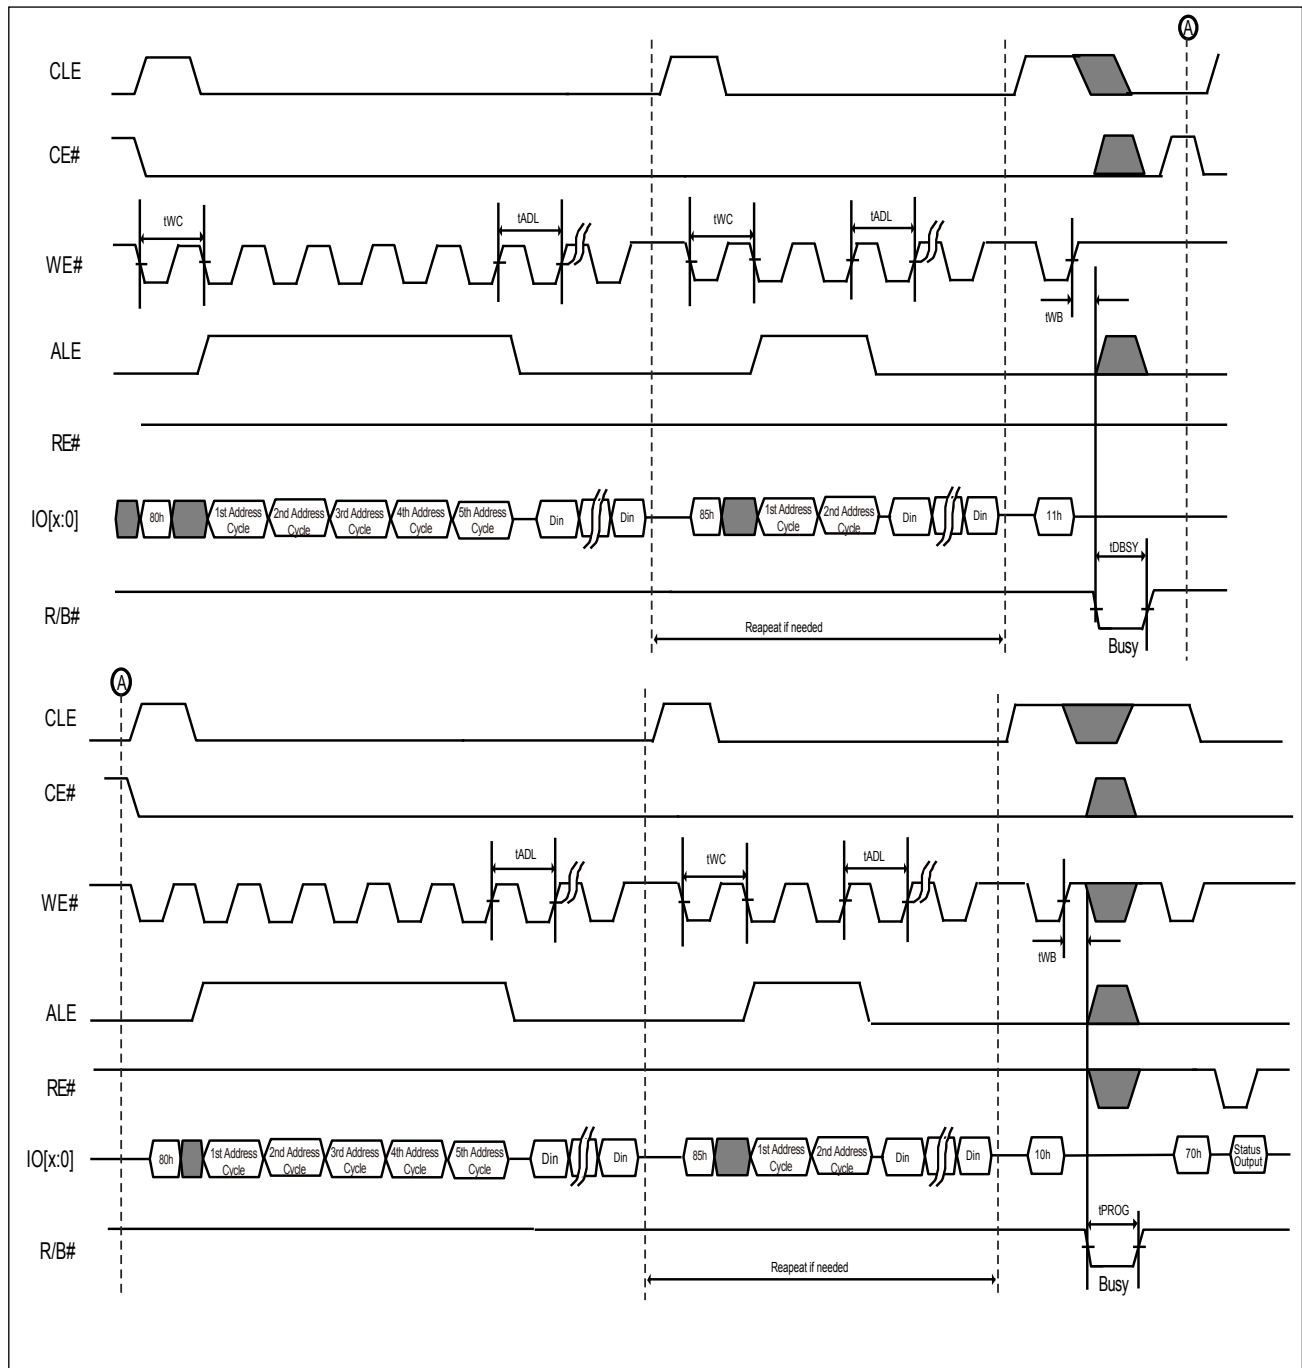 A
CLE
CE#
tWC
tADL
tWC
tADL
WE#
tWB
ALE
RE#
IO[x:0]
80h
1st Address Cycle
2nd Address Cycle
3rd Address Cycle
4th Address Cycle
5th Address Cycle
Din
Din
85h
1st Address Cycle
2nd Address Cycle
Din
Din
11h
tDBSY
R/B#
Reapeat if needed
Busy
A
CLE
CE#
tADL
tWC
tADL
WE#
tWB
ALE
RE#
IO[x:0]
80h
1st Address Cycle
2nd Address Cycle
3rd Address Cycle
4th Address Cycle
5th Address Cycle
Din
Din
85h
1st Address Cycle
2nd Address Cycle
Din
Din
10h
70h
Status Output
tPROG
R/B#
Reapeat if needed
Busy